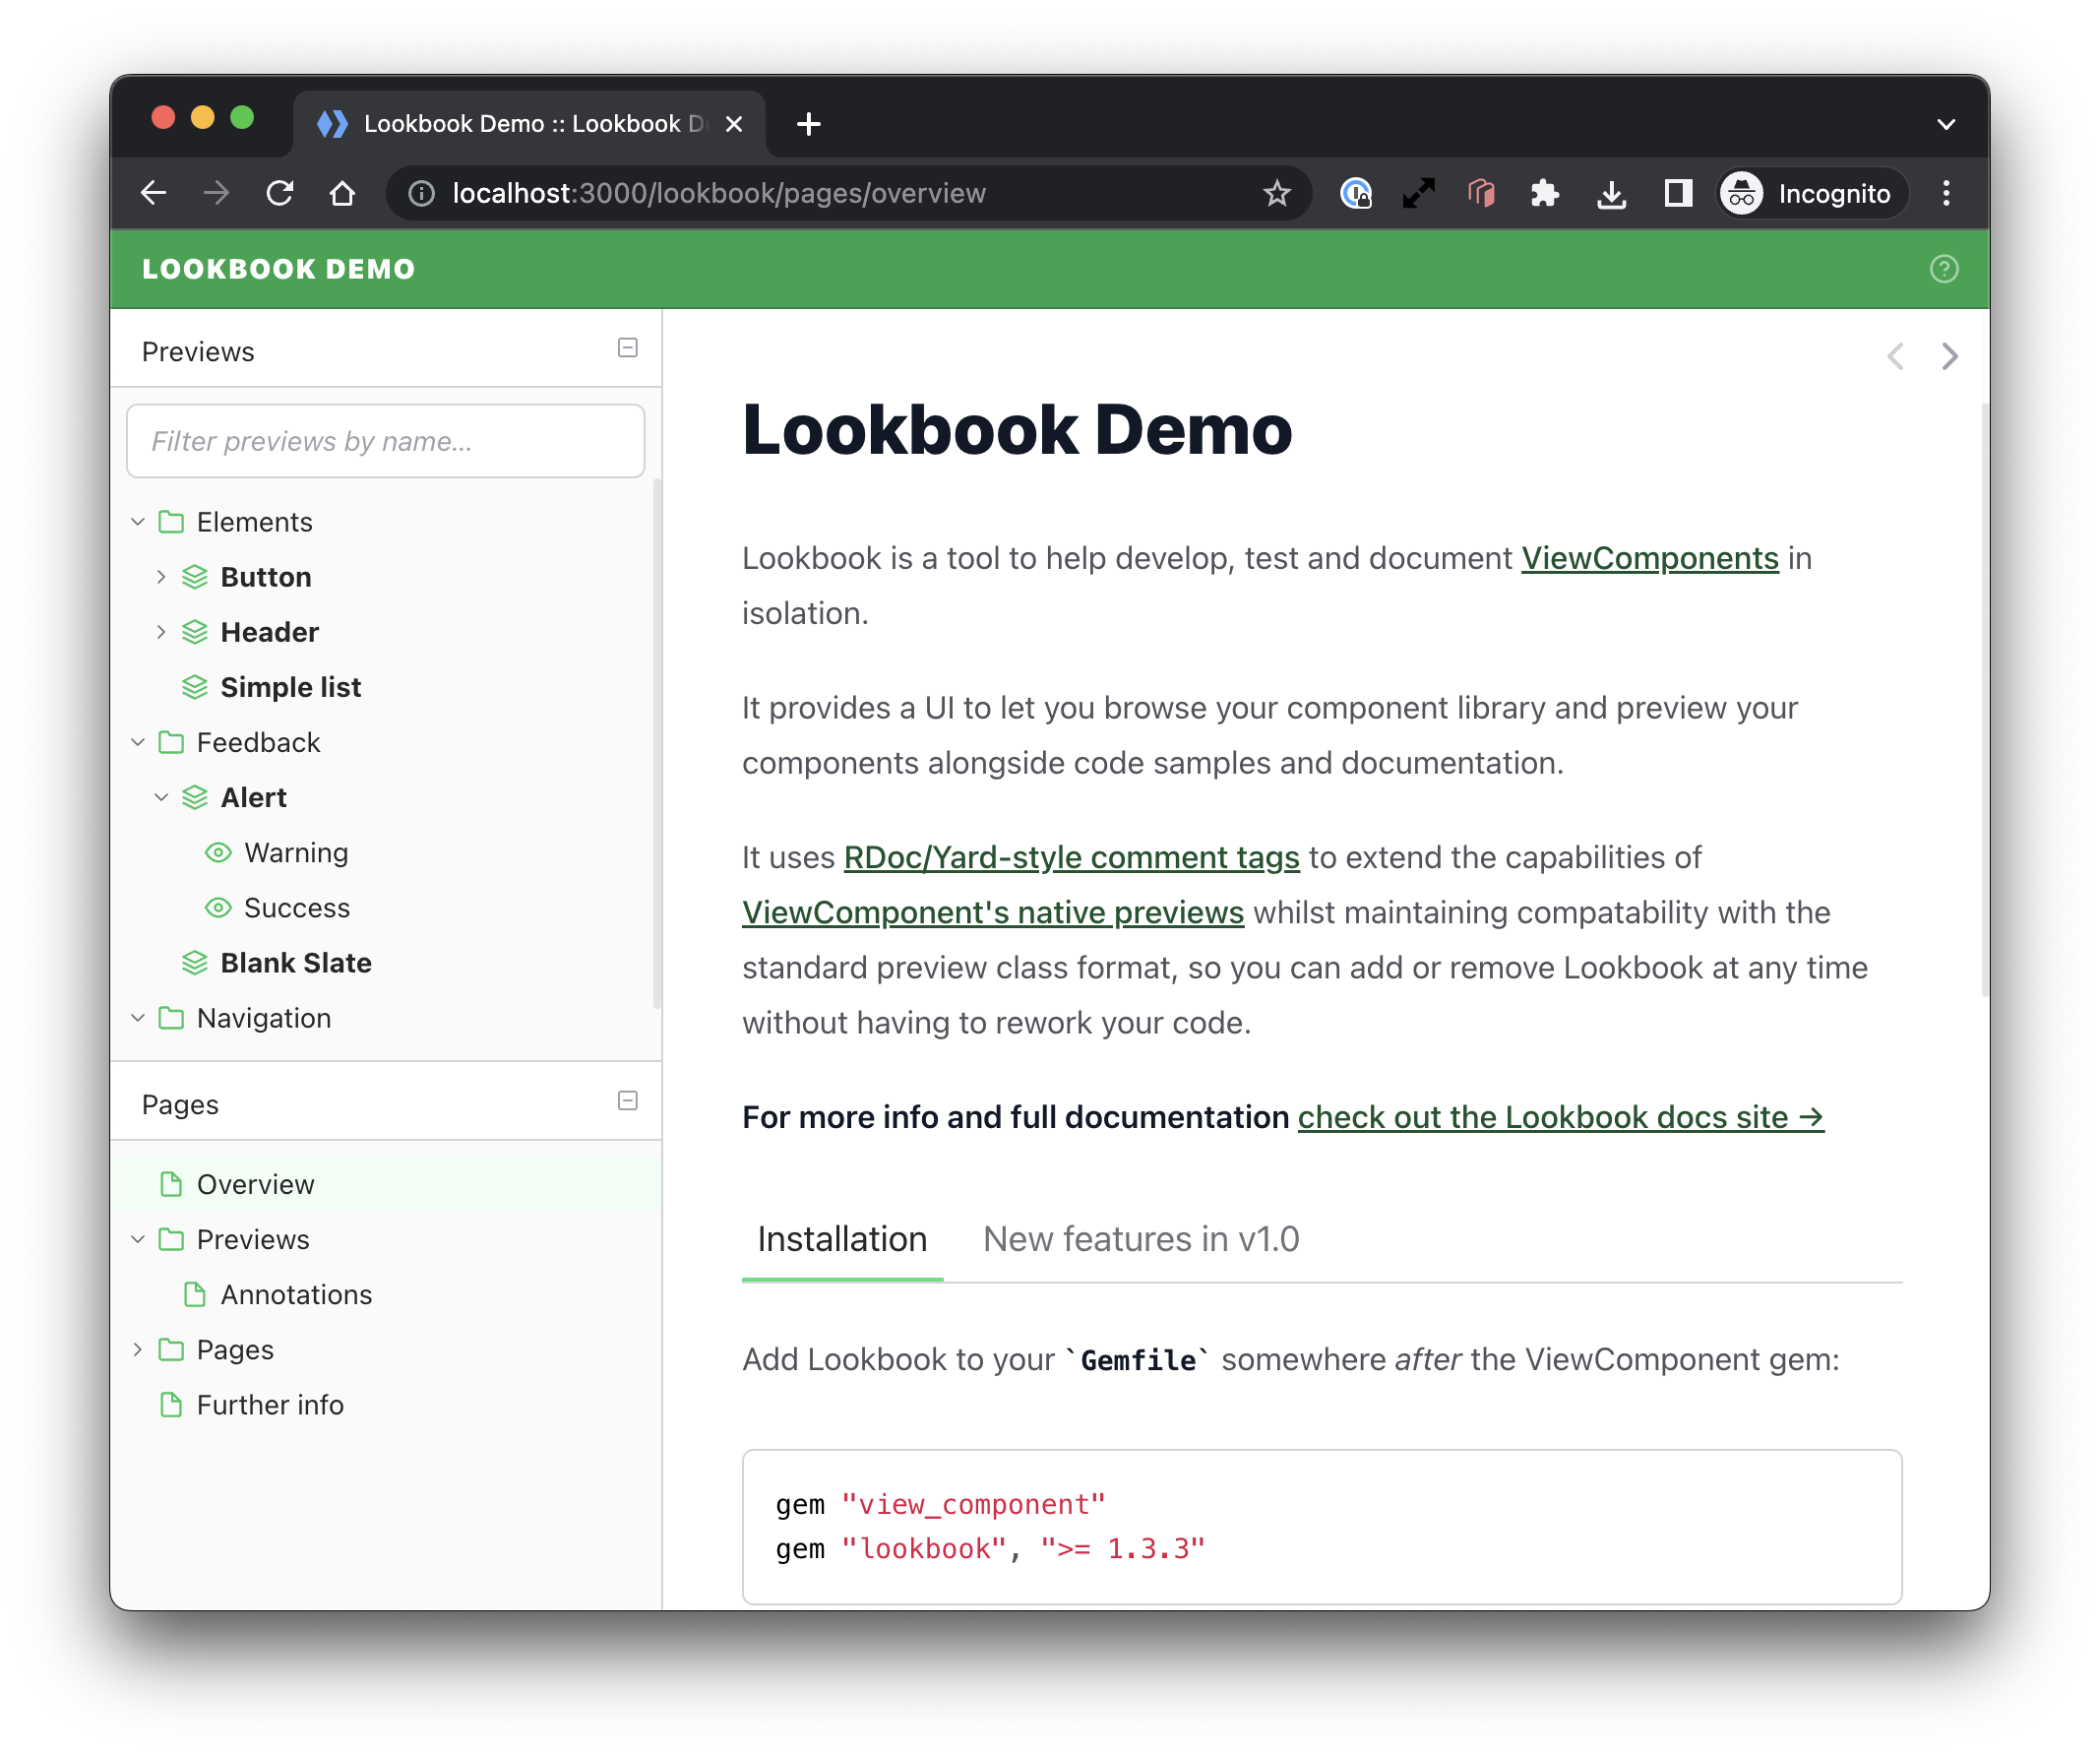 Lookbook Demo :: Lookbook D
localhost:3000/lookbook/pages/overview
Incognito
LOOKBOOK DEMO
Previews
Filter previews by name...
Elements
Button
Header
Simple list
Feedback
Alert
Warning
Success
Blank Slate
Navigation
Pages
Overview
Previews
Annotations
Pages
Further info
Lookbook Demo
Lookbook is a tool to help develop, test and document ViewComponents in
isolation.
It provides a UI to let you browse your component library and preview your
components alongside code samples and documentation.
It uses RDoc/Yard-style comment tags to extend the capabilities of
ViewComponent's native previews whilst maintaining compatability with the
standard preview class format, so you can add or remove Lookbook at any time
without having to rework your code.
For more info and full documentation check out the Lookbook docs site →
Installation New features in v1.0
Add Lookbook to your `Gemfile` somewhere after the ViewComponent gem:
gem "view_component"
gem "lookbook", ">= 1.3.3"